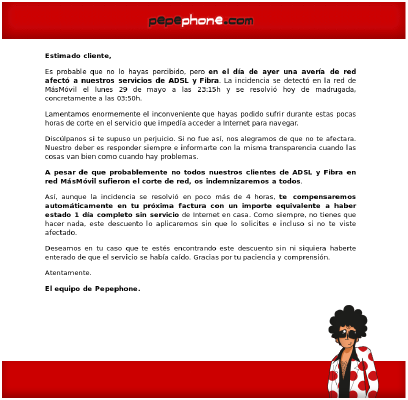 pepephone.com
Estimado cliente,
Es probable que no lo hayas percibido, pero en el día de ayer una avería de red
afectó a nuestros servicios de ADSL y Fibra. La incidencia se detectó en la red de
MásMóvil el lunes 29 de mayo a las 23:15h y se resolvió hoy de madrugada,
concretamente a las 03:50h.
Lamentamos enormemente el inconveniente que hayas podido sufrir durante estas pocas
horas de corte en el servicio que impedía acceder a Internet para navegar.
Discúlpanos si te supuso un perjuicio. Si no fue así, nos alegramos de que no te afectara.
Nuestro deber es responder siempre e informarte con la misma transparencia cuando las
cosas van bien como cuando hay problemas.
A pesar de que probablemente no todos nuestros clientes de ADSL y Fibra en
red MásMóvil sufrieron el corte de red, os indemnizaremos a todos.
Así, aunque la incidencia se resolvió en poco más de 4 horas, te compensaremos
automáticamente en tu próxima factura con un importe equivalente a haber
estado 1 día completo sin servicio de Internet en casa. Como siempre, no tienes que
hacer nada, este descuento lo aplicaremos sin que lo solicites e incluso si no te viste
afectado.
Deseamos en tu caso que te estés encontrando este descuento sin ni siquiera haberte
enterado de que el servicio se había caído. Gracias por tu paciencia y comprensión.
Atentamente.
El equipo de Pepephone.